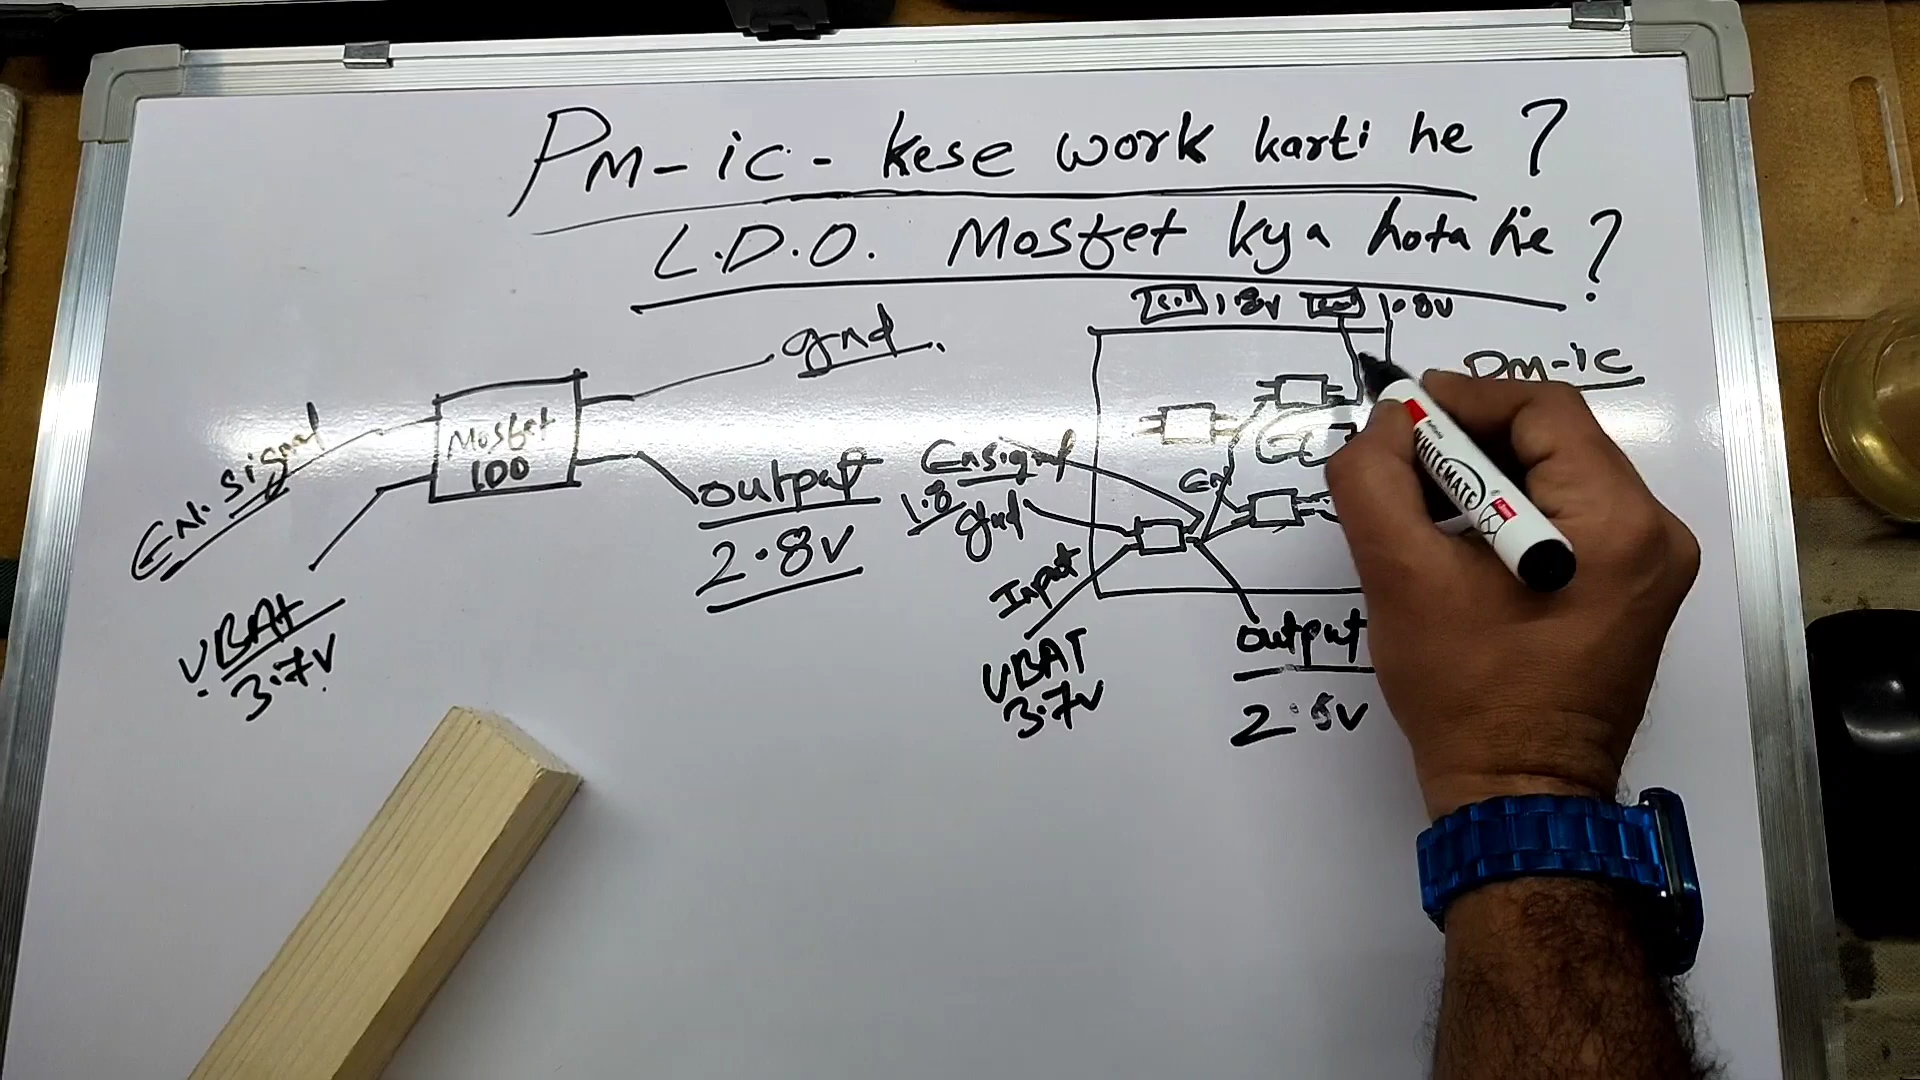 PM-ic- kese work karti he ?
L.D.O. Mosfet kya hota he ?
1.8v 1.8v
PM-ic
gnd
En. signal
Mosfet
LDO
output
2.8v
VBAT
3.7v
En signal
1.8
gnd
En
Input
VBAT
3.7v
output
WHITEMATE